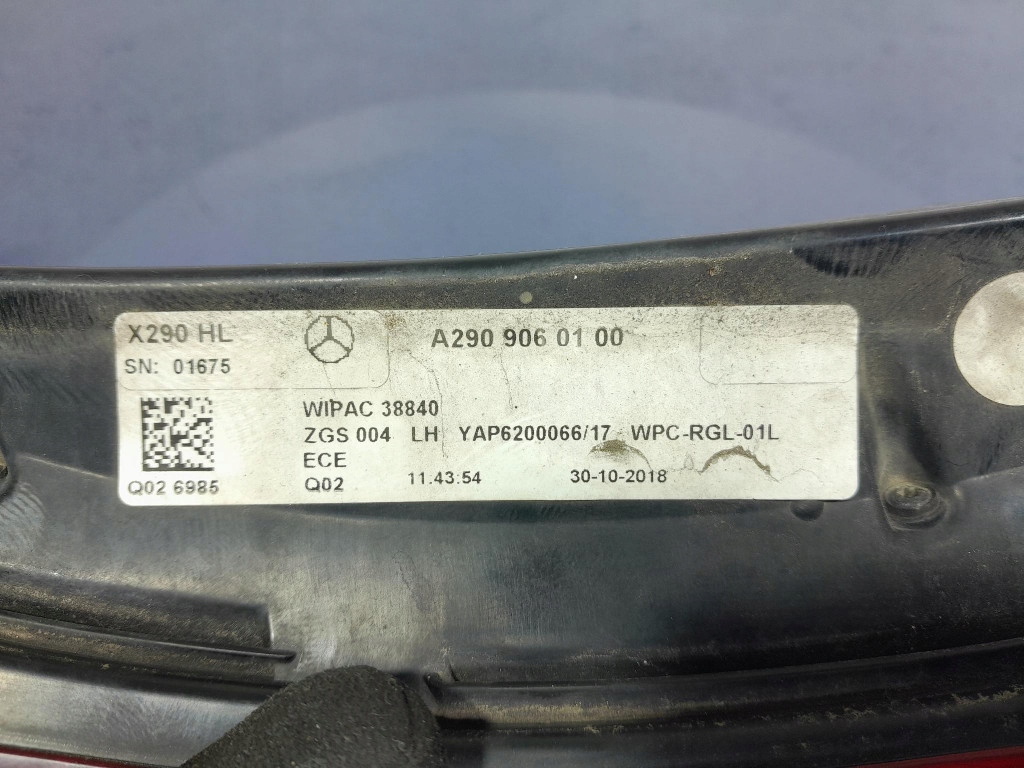 X290 HL
A290 906 01 00
SN: 01675
WIPAC 38840
ZGS 004 LH YAP6200066/17 WPC-RGL-01L
ECE
Q02 6985
Q02 11.43:54 30-10-2018